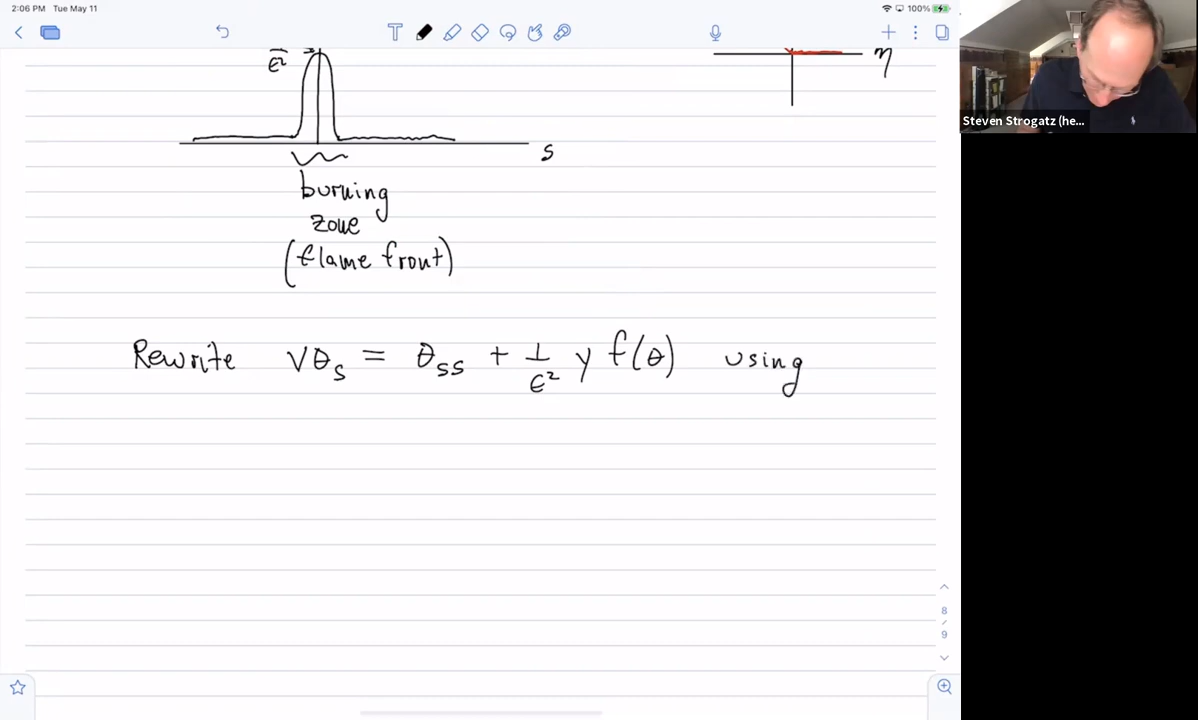 2:06 PM Tue May 11
100%
T
ε²
η
s
burning
zone
(flame front)
Rewrite Vθ_s = θ_ss + 1/ε² y f(θ) using
8
/
9
Steven Strogatz (he...